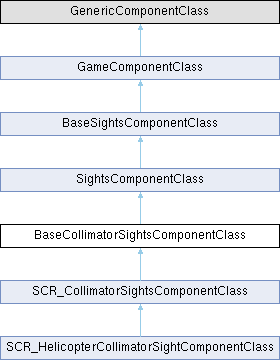 GenericComponentClass
GameComponentClass
BaseSightsComponentClass
SightsComponentClass
BaseCollimatorSightsComponentClass
SCR_CollimatorSightsComponentClass
SCR_HelicopterCollimatorSightComponentClass